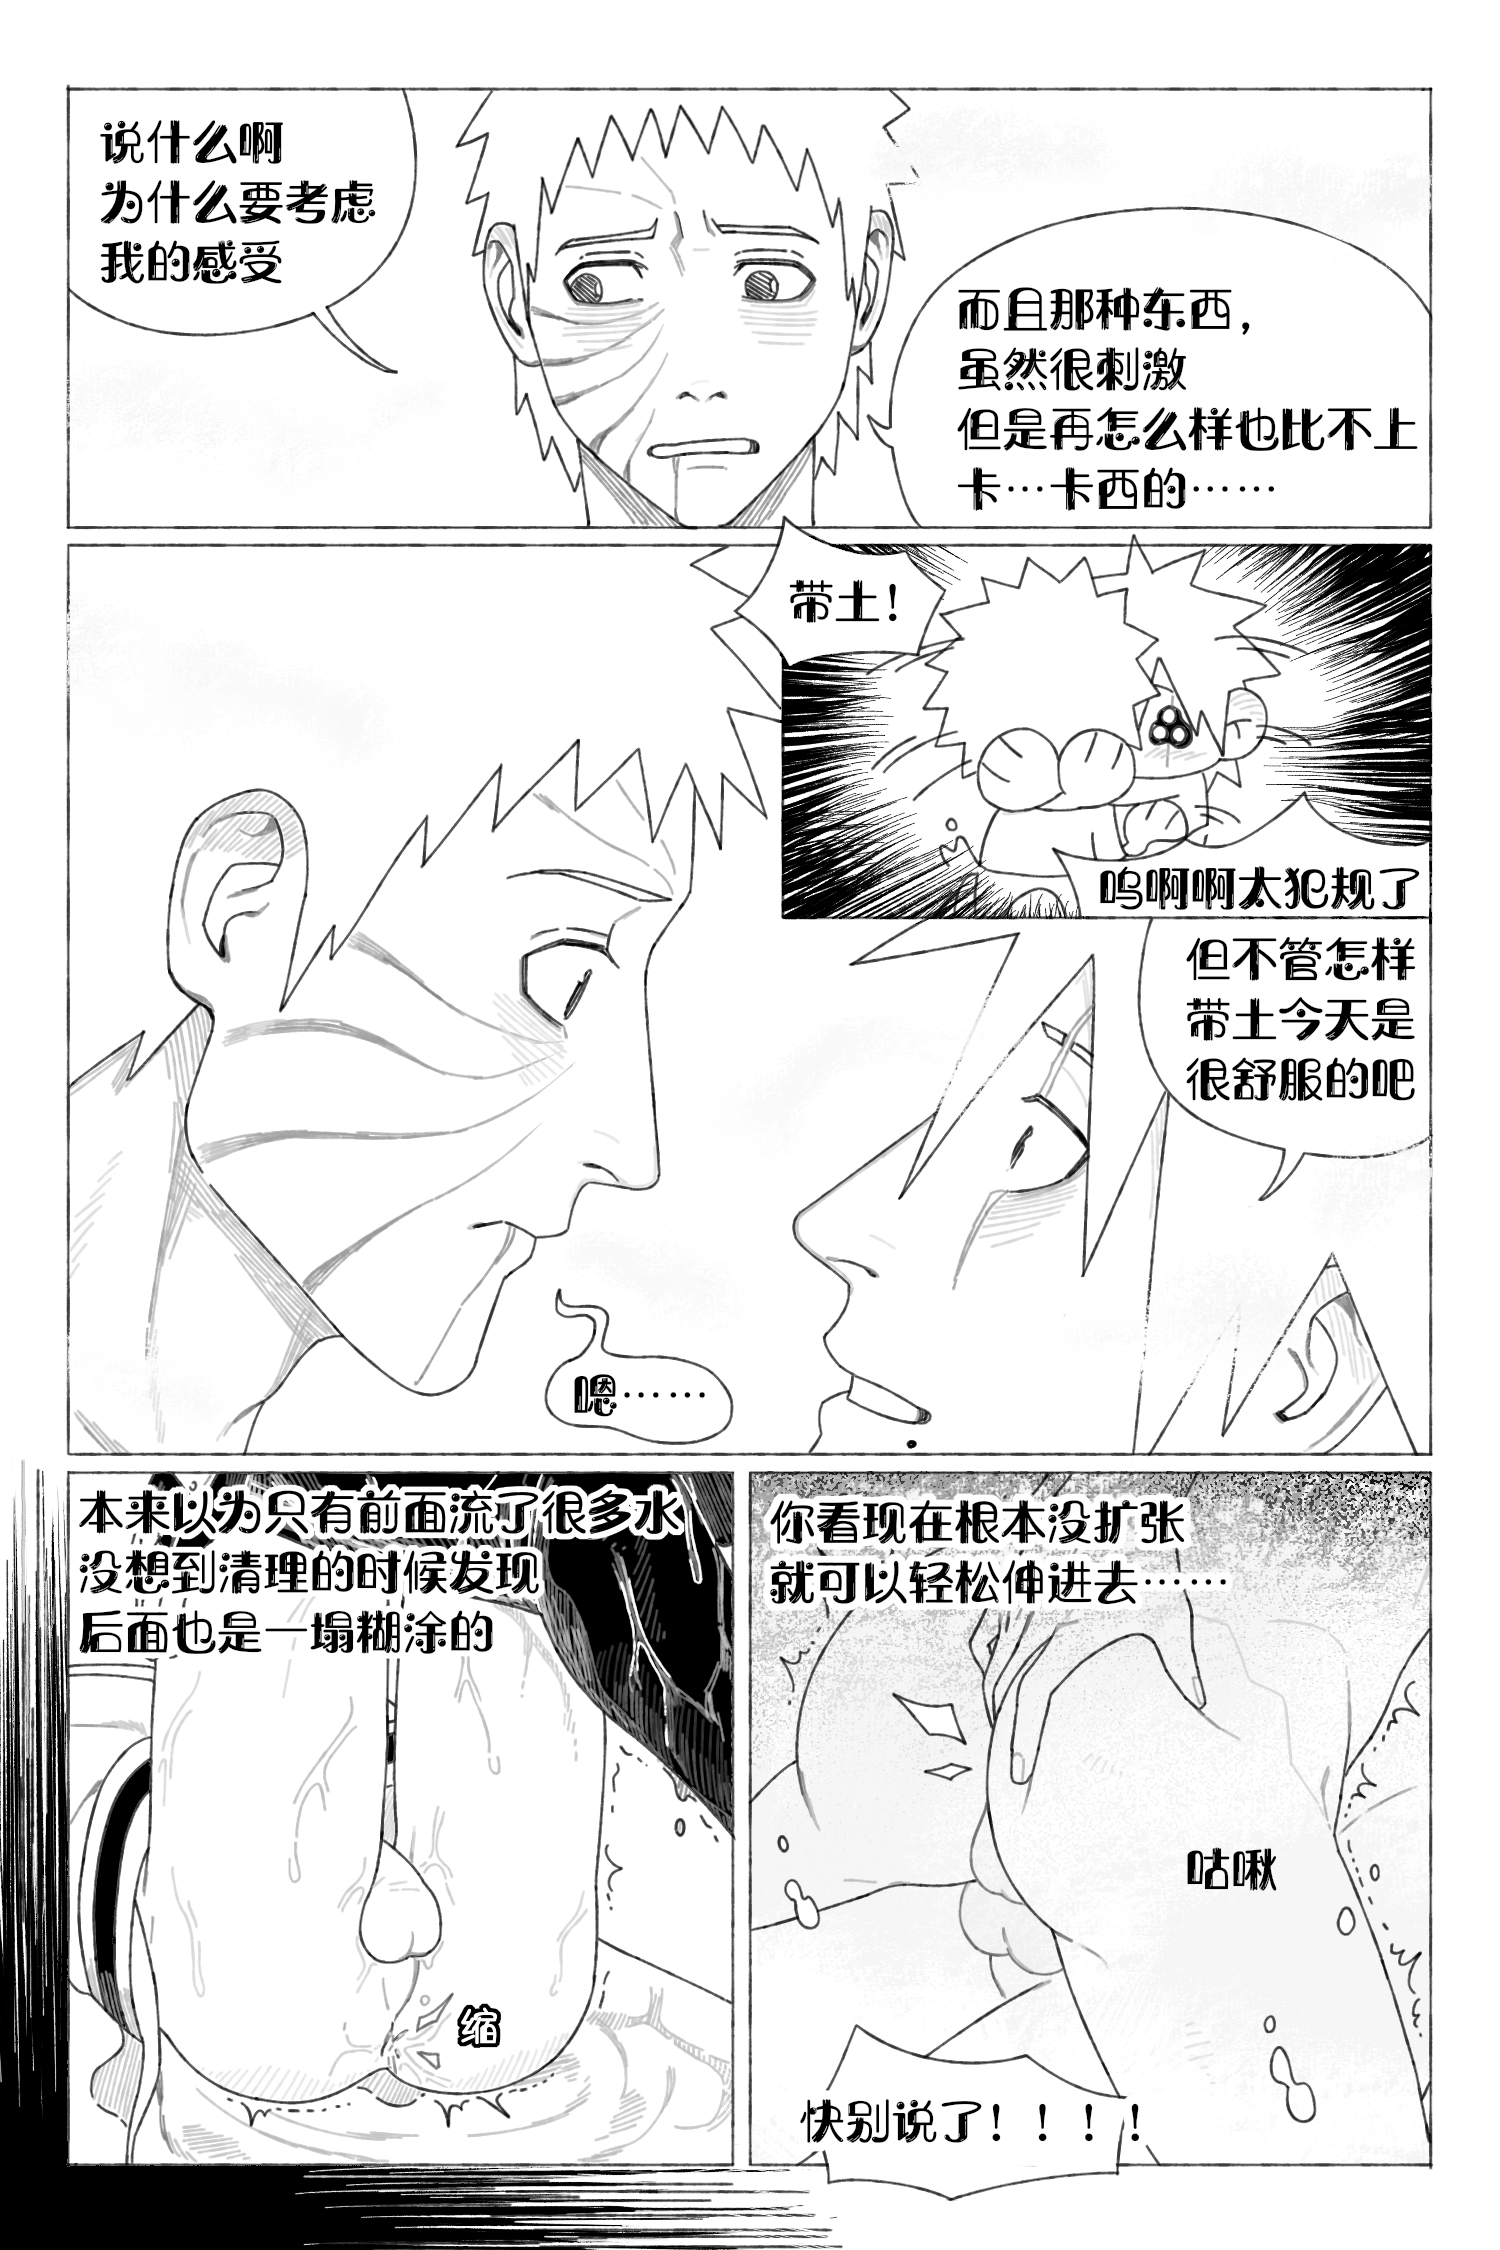 说什么啊
为什么要考虑
我的感受
而且那种东西，
虽然很刺激
但是再怎么样也比不上
卡…卡西的……
带土！
呜啊啊太犯规了
但不管怎样
带土今天是
很舒服的吧
嗯……
本来以为只有前面流了很多水
没想到清理的时候发现
后面也是一塌糊涂的
缩
你看现在根本没扩张
就可以轻松伸进去……
咕啾
快别说了！！！！